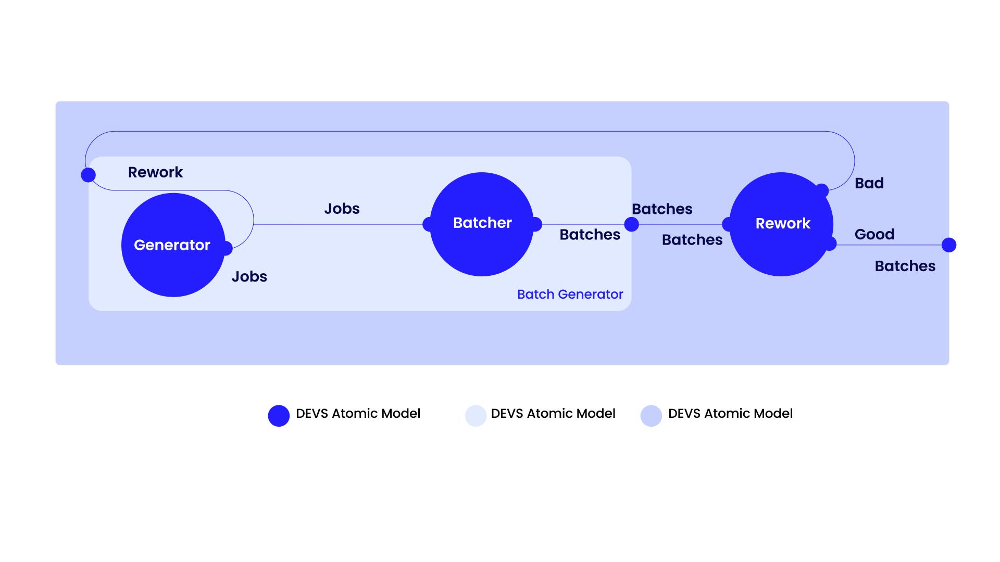 Rework
Bad
Jobs
Batches
Batcher
Rework
Batches
Good
Batches
Generator
Batches
Jobs
Batch Generator
DEVS Atomic Model
DEVS Atomic Model
DEVS Atomic Model